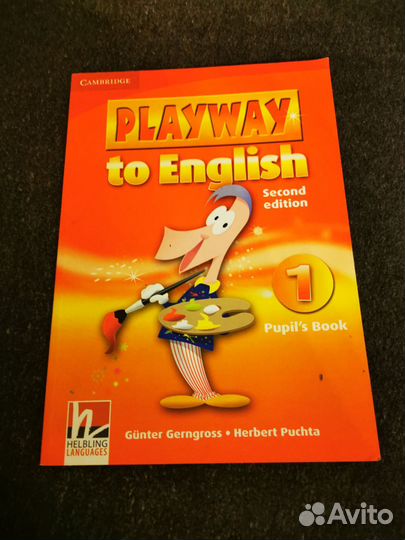 CAMBRIDGE
PLAYWAY
to English
Second
edition
1
Pupil's Book
Günter Gerngross • Herbert Puchta
HELBLING
LANGUAGES
Avito